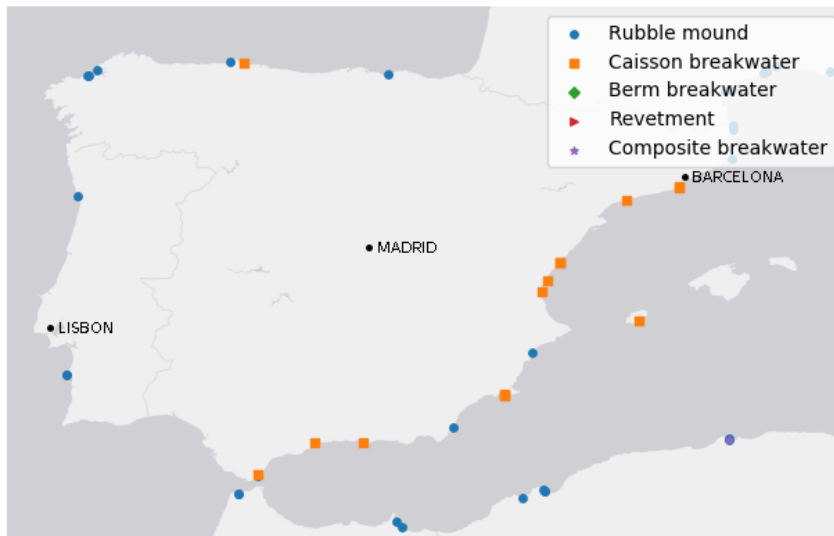 Rubble mound
Caisson breakwater
Berm breakwater
Revetment
Composite breakwater
BARCELONA
MADRID
LISBON